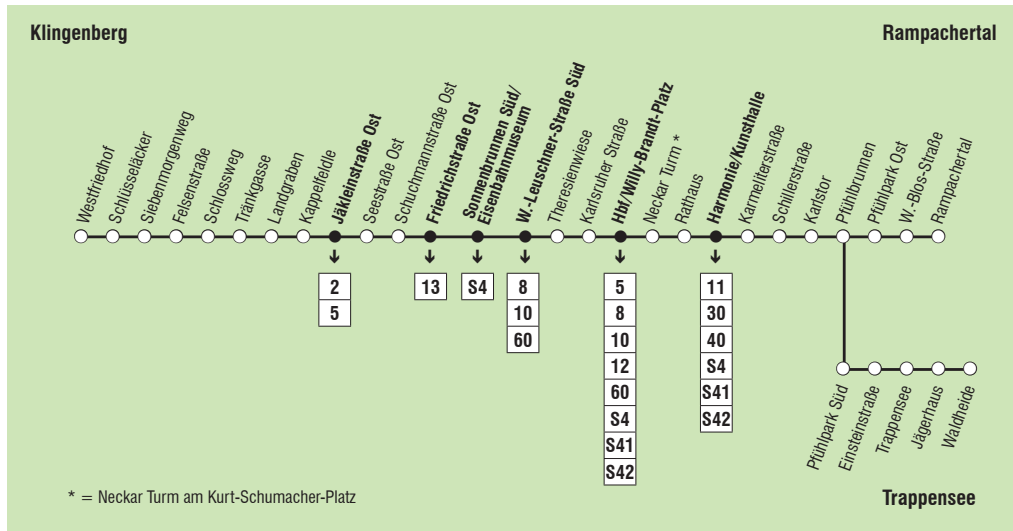 Klingenberg
Rampachertal
Westfriedhof
Schlüsseläcker
Siebenmorgenweg
Felsenstraße
Schlossweg
Tränkgasse
Landgraben
Kappelfeldle
Jäkleinstraße Ost
Seestraße Ost
Schuchmannstraße Ost
Friedrichstraße Ost
Sonnenbrunnen Süd/
Eisenbahnmuseum
W.-Leuschner-Straße Süd
Theresienwiese
Karlsruher Straße
Hbf/Willy-Brandt-Platz
Neckar Turm *
Rathaus
Harmonie/Kunsthalle
Karmeliterstraße
Schillerstraße
Karlstor
Pfühlbrunnen
Pfühlpark Ost
W.-Blos-Straße
Rampachertal
2
5
13
S4
8
10
60
5
8
10
12
60
S4
S41
S42
11
30
40
S4
S41
S42
Pfühlpark Süd
Einsteinstraße
Trappensee
Jägerhaus
Waldheide
* = Neckar Turm am Kurt-Schumacher-Platz
Trappensee